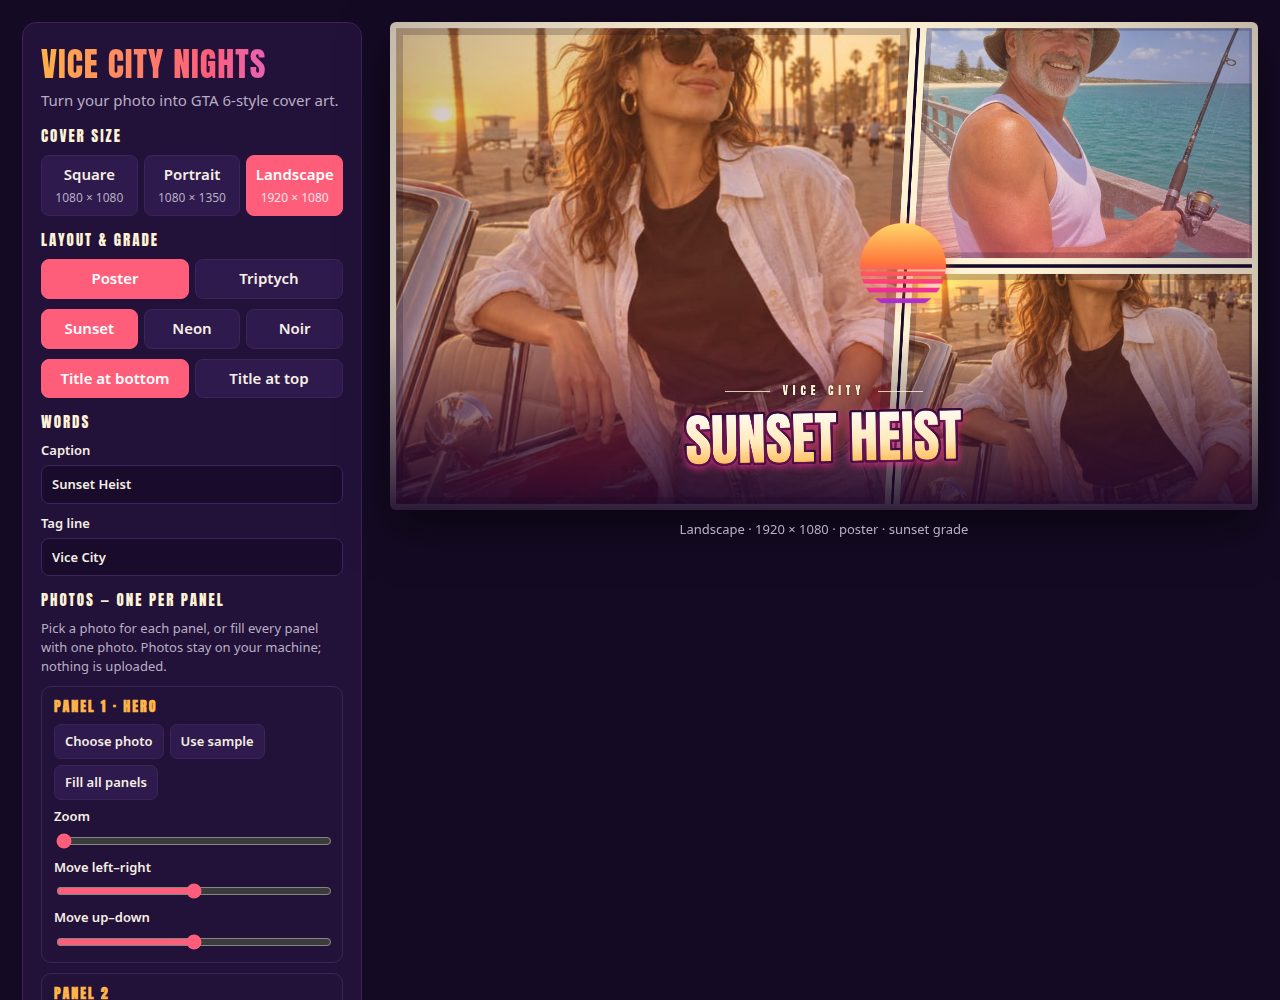 VICE CITY NIGHTS
Turn your photo into GTA 6-style cover art.
COVER SIZE
Square
1080 × 1080
Portrait
1080 × 1350
Landscape
1920 × 1080
LAYOUT & GRADE
Poster
Triptych
Sunset
Neon
Noir
Title at bottom
Title at top
WORDS
Caption
Sunset Heist
Tag line
Vice City
PHOTOS – ONE PER PANEL
Pick a photo for each panel, or fill every panel
with one photo. Photos stay on your machine;
nothing is uploaded.
PANEL 1 · HERO
Choose photo
Use sample
Fill all panels
Zoom
Move left–right
Move up–down
PANEL 2
VICE CITY
SUNSET HEIST
Landscape · 1920 × 1080 · poster · sunset grade